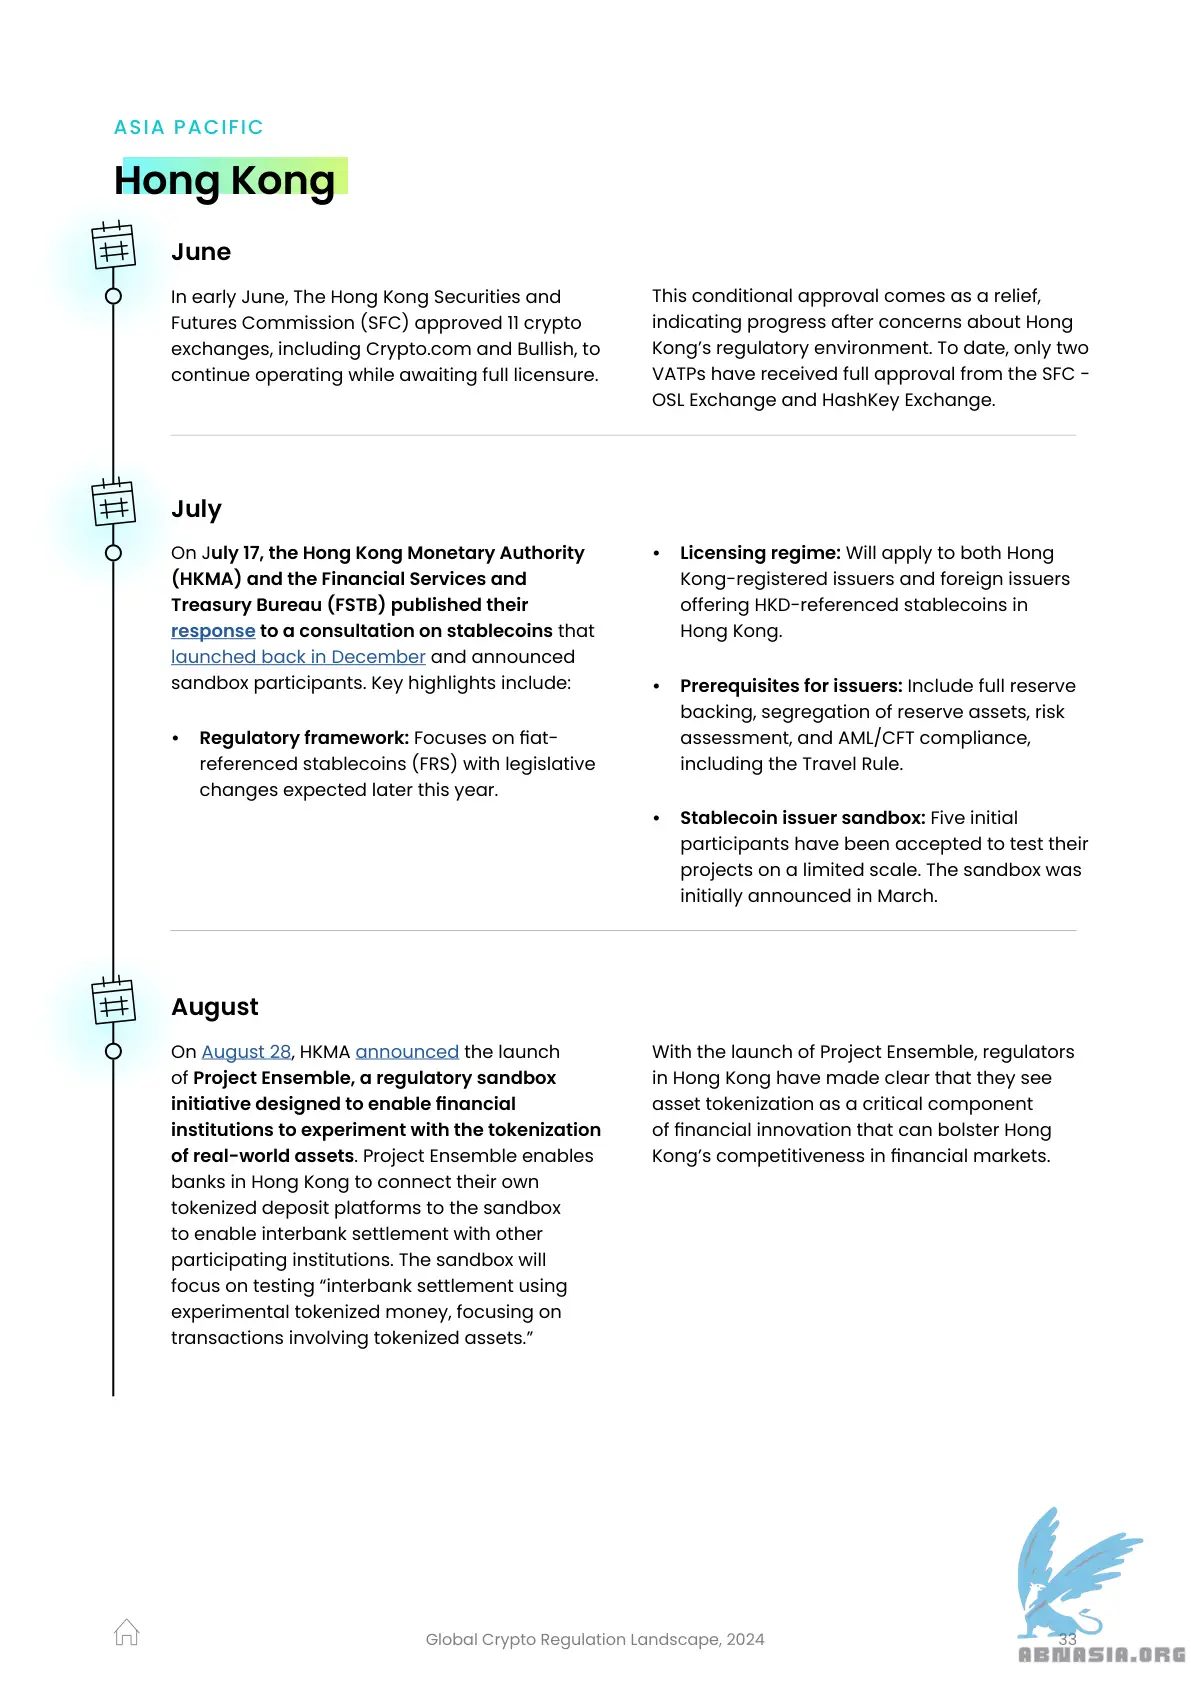 ASIA PACIFIC
Hong Kong
June
In early June, The Hong Kong Securities and
Futures Commission (SFC) approved 11 crypto
exchanges, including Crypto.com and Bullish, to
continue operating while awaiting full licensure.
This conditional approval comes as a relief,
indicating progress after concerns about Hong
Kong’s regulatory environment. To date, only two
VATPs have received full approval from the SFC -
OSL Exchange and HashKey Exchange.
July
On July 17, the Hong Kong Monetary Authority
(HKMA) and the Financial Services and
Treasury Bureau (FSTB) published their
response to a consultation on stablecoins that
launched back in December and announced
sandbox participants. Key highlights include:
• Regulatory framework: Focuses on fiat-
referenced stablecoins (FRS) with legislative
changes expected later this year.
• Licensing regime: Will apply to both Hong
Kong-registered issuers and foreign issuers
offering HKD-referenced stablecoins in
Hong Kong.
• Prerequisites for issuers: Include full reserve
backing, segregation of reserve assets, risk
assessment, and AML/CFT compliance,
including the Travel Rule.
• Stablecoin issuer sandbox: Five initial
participants have been accepted to test their
projects on a limited scale. The sandbox was
initially announced in March.
August
On August 28, HKMA announced the launch
of Project Ensemble, a regulatory sandbox
initiative designed to enable financial
institutions to experiment with the tokenization
of real-world assets. Project Ensemble enables
banks in Hong Kong to connect their own
tokenized deposit platforms to the sandbox
to enable interbank settlement with other
participating institutions. The sandbox will
focus on testing “interbank settlement using
experimental tokenized money, focusing on
transactions involving tokenized assets.”
With the launch of Project Ensemble, regulators
in Hong Kong have made clear that they see
asset tokenization as a critical component
of financial innovation that can bolster Hong
Kong’s competitiveness in financial markets.
Global Crypto Regulation Landscape, 2024
33
ABNASIA.ORG